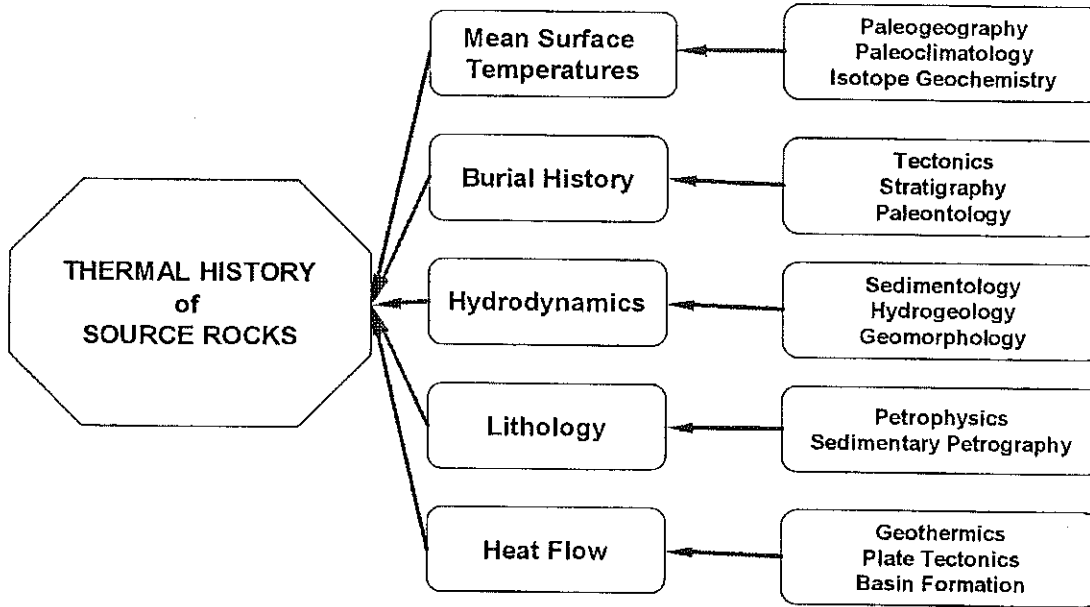 THERMAL HISTORY
of
SOURCE ROCKS
Mean Surface
Temperatures
Paleogeography
Paleoclimatology
Isotope Geochemistry
Burial History
Tectonics
Stratigraphy
Paleontology
Hydrodynamics
Sedimentology
Hydrogeology
Geomorphology
Lithology
Petrophysics
Sedimentary Petrography
Heat Flow
Geothermics
Plate Tectonics
Basin Formation